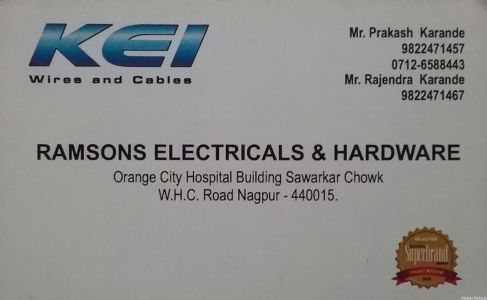 KEI
Wires and Cables
Mr. Prakash Karande
9822471457
0712-6588443
Mr. Rajendra Karande
9822471467
RAMSONS ELECTRICALS & HARDWARE
Orange City Hospital Building Sawarkar Chowk
W.H.C. Road Nagpur - 440015.
Superbrand